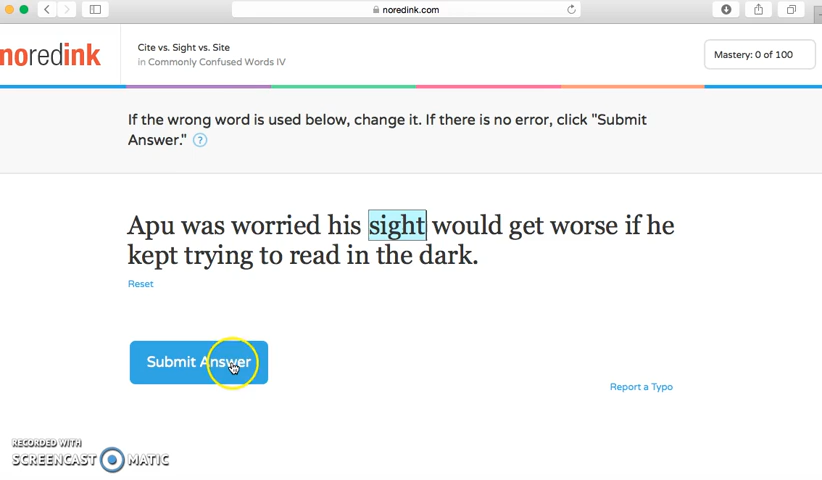 noredink.com
noredink
Cite vs. Sight vs. Site
in Commonly Confused Words IV
Mastery: 0 of 100
If the wrong word is used below, change it. If there is no error, click "Submit
Answer." ?
Apu was worried his sight would get worse if he
kept trying to read in the dark.
Reset
Submit Answer
Report a Typo
RECORDED WITH
SCREENCAST MATIC